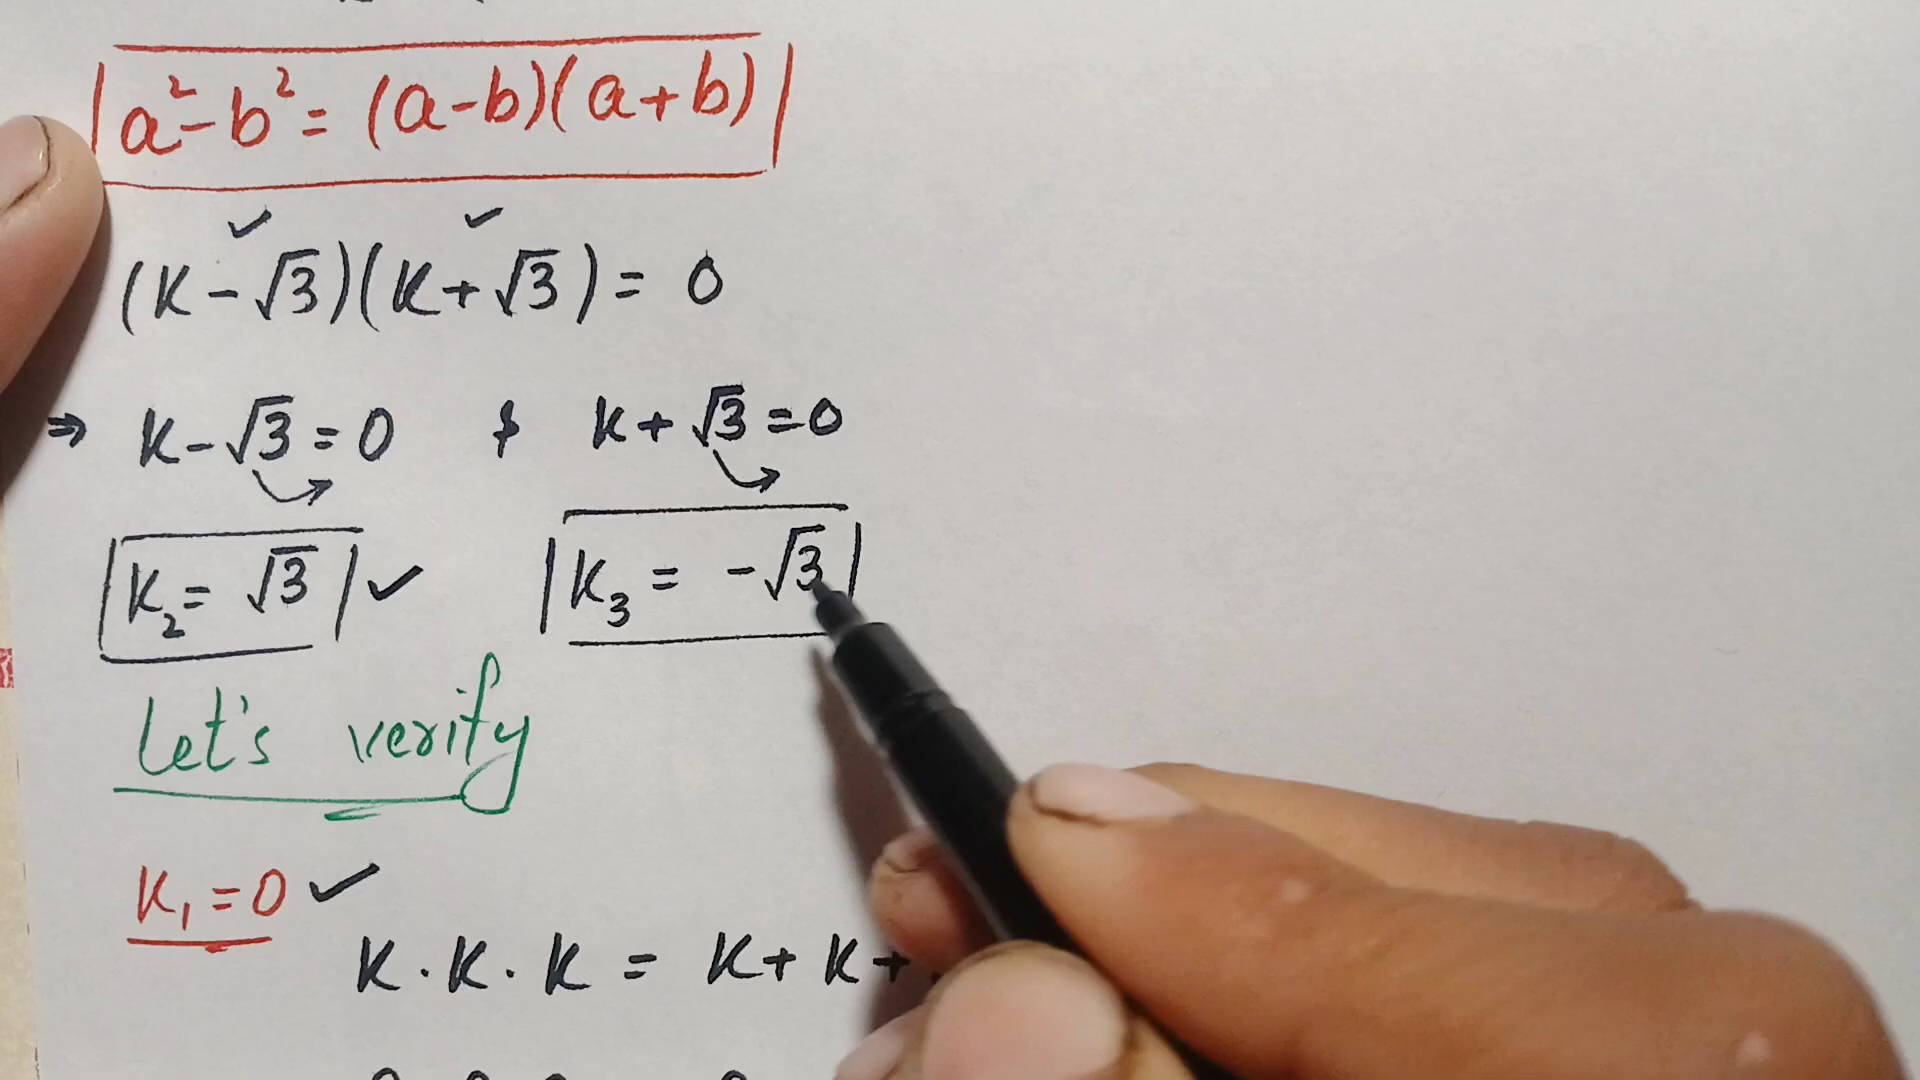 a² - b² = (a-b)(a+b)
(K - √3)(K + √3) = 0
⇒ K - √3 = 0 & K + √3 = 0
K₂ = √3 ✓ K₃ = -√3
Let's verify
K₁ = 0 ✓
K · K · K = K + K +